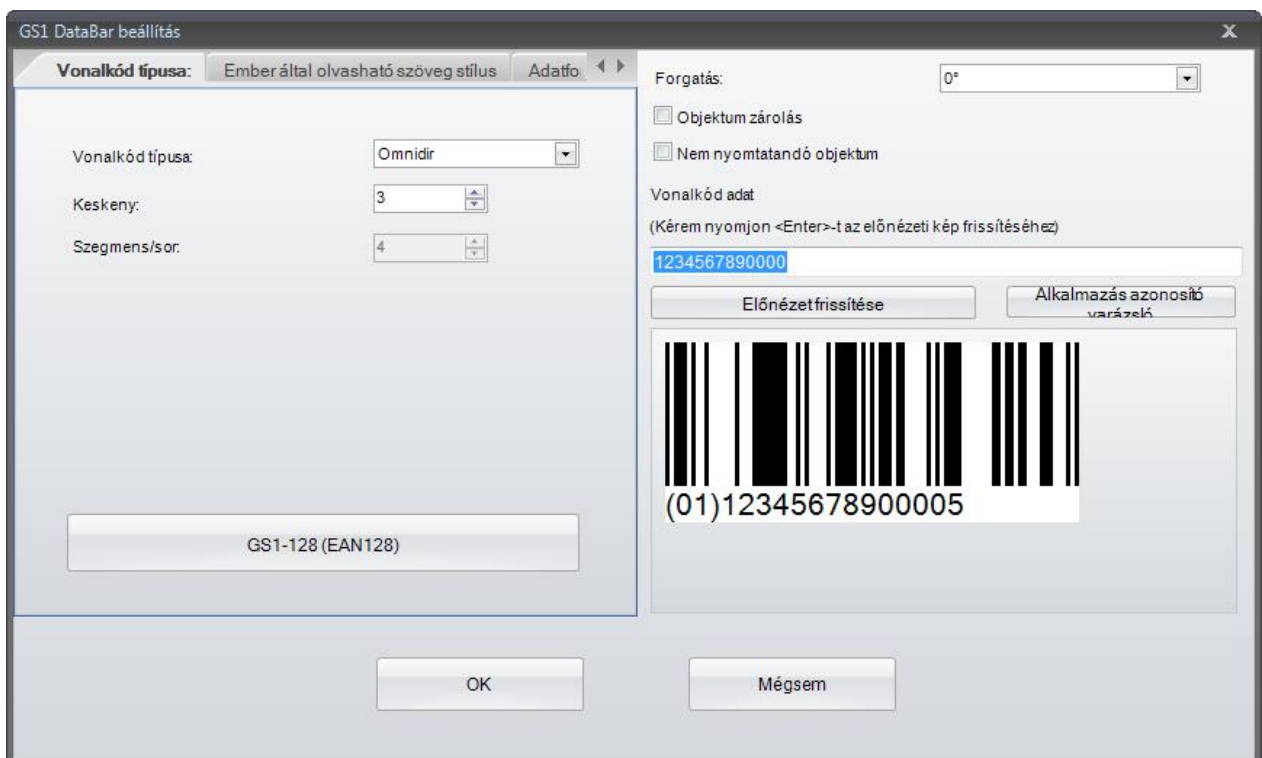 GS1 DataBar beállítás
X
Vonalkód típusa:
Ember által olvasható szöveg stílus
Adatfo
Vonalkód típusa:
Omnidir
Keskeny:
3
Szegmens/sor:
4
GS1-128 (EAN128)
Forgatás:
0°
Objektum zárolás
Nem nyomtatandó objektum
Vonalkód adat
(Kérem nyomjon <Enter>-t az előnézeti kép frissítéséhez)
1234567890000
Előnézet frissítése
Alkalmazás azonosító
varázsló
(01)12345678900005
OK
Mégsem